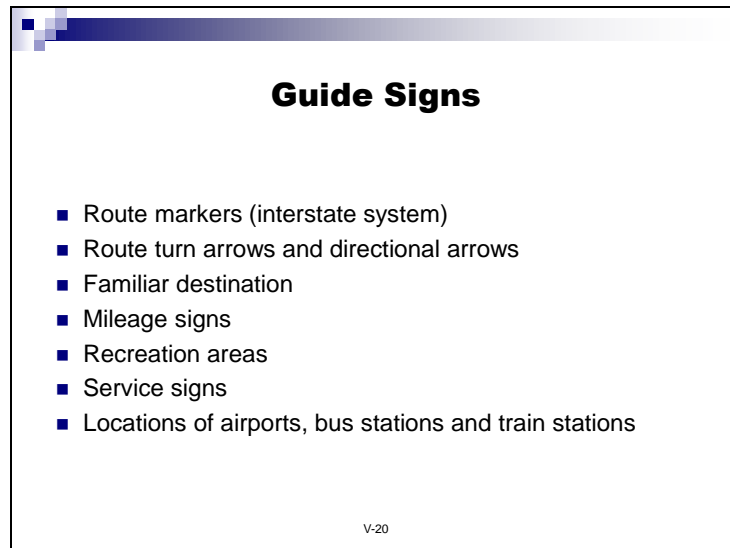 Guide Signs
Route markers (interstate system)
Route turn arrows and directional arrows
Familiar destination
Mileage signs
Recreation areas
Service signs
Locations of airports, bus stations and train stations
V-20